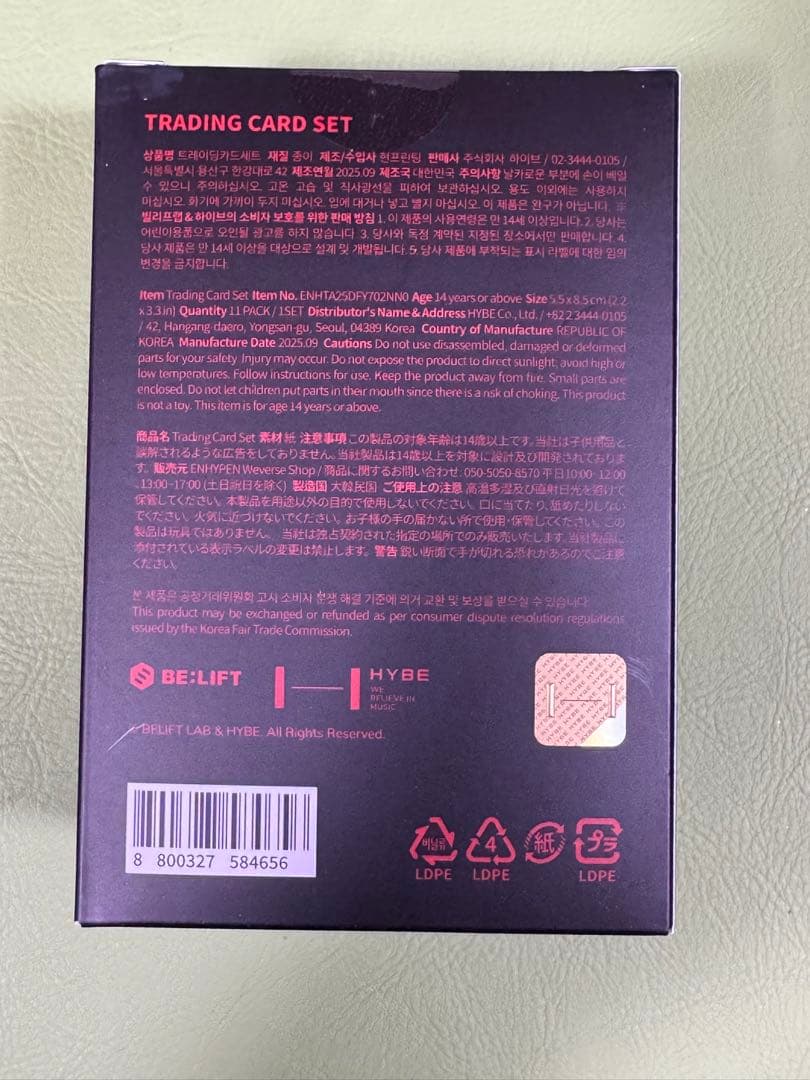 TRADING CARD SET
상품명 트레이딩카드세트 재질 종이 제조/수입사 현프린팅 판매사 주식회사 하이브 / 02-3444-0105 /
서울특별시 용산구 한강대로 42 제조연월 2025.09 제조국 대한민국 주의사항 날카로운 부분에 손이 베일
수 있으니 주의하십시오. 고온 고습 및 직사광선을 피하여 보관하십시오. 용도 이외에는 사용하지
마십시오. 화기에 가까이 두지 마십시오. 입에 대거나 넣고 빨지 마십시오. 이 제품은 완구가 아닙니다. ※
빌리프랩 & 하이브의 소비자 보호를 위한 판매 방침 1. 이 제품의 사용연령은 만 14세 이상입니다. 2. 당사는
어린이용품으로 오인될 광고를 하지 않습니다. 3. 당사와 독점 계약된 지정된 장소에서만 판매합니다. 4.
당사 제품은 만 14세 이상을 대상으로 설계 및 개발됩니다. 5. 당사 제품에 부착되는 표시 라벨에 대한 임의
변경을 금지합니다.
Item Trading Card Set Item No. ENHTA25DFY702NN0 Age 14 years or above Size 5.5 x 8.5 cm (2.2
x 3.3 in) Quantity 11 PACK / 1SET Distributor's Name & Address HYBE Co., Ltd. / +82 2 3444-0105
/ 42, Hangang-daero, Yongsan-gu, Seoul, 04389 Korea Country of Manufacture REPUBLIC OF
KOREA Manufacture Date 2025.09 Cautions Do not use disassembled, damaged or deformed
parts for your safety. Injury may occur. Do not expose the product to direct sunlight, avoid high or
low temperatures. Follow instructions for use. Keep the product away from fire. Small parts are
enclosed. Do not let children put parts in their mouth since there is a risk of choking. This product
is not a toy. This item is for age 14 years or above.
商品名 Trading Card Set 素材 紙 注意事項 この製品の対象年齢は14歳以上です。当社は子供用品と
誤解されるような広告をしておりません。当社製品は14歳以上を対象に設計及び開発されておりま
す。販売元 ENHYPEN Weverse Shop / 商品に関するお問い合わせ: 050-5050-8570 平日10:00-12:00
, 13:00-17:00 (土日祝日を除く) 製造国 大韓民国 ご使用上の注意 高温多湿及び直射日光を避けて
保管してください。本製品を用途以外の目的で使用しないでください。口に当てたり、舐めたりしない
でください。火気に近づけないでください。お子様の手の届かない所で使用・保管してください。この
製品は玩具ではありません。 当社は独占契約された指定の場所でのみ販売いたします。当社製品に
添付されている表示ラベルの変更は禁止します。警告 鋭い断面で手が切れる恐れがあるのでご注意
ください。
본 제품은 공정거래위원회 고시 소비자 분쟁 해결 기준에 의거 교환 및 보상를 받으실 수 있습니다.
This product may be exchanged or refunded as per consumer dispute resolution regulations
issued by the Korea Fair Trade Commission.
BE:LIFT
HYBE
WE
BELIEVE IN
MUSIC
© BELIFT LAB & HYBE. All Rights Reserved.
8 800327 584656
비닐류
LDPE
4
LDPE
紙
プラ
LDPE